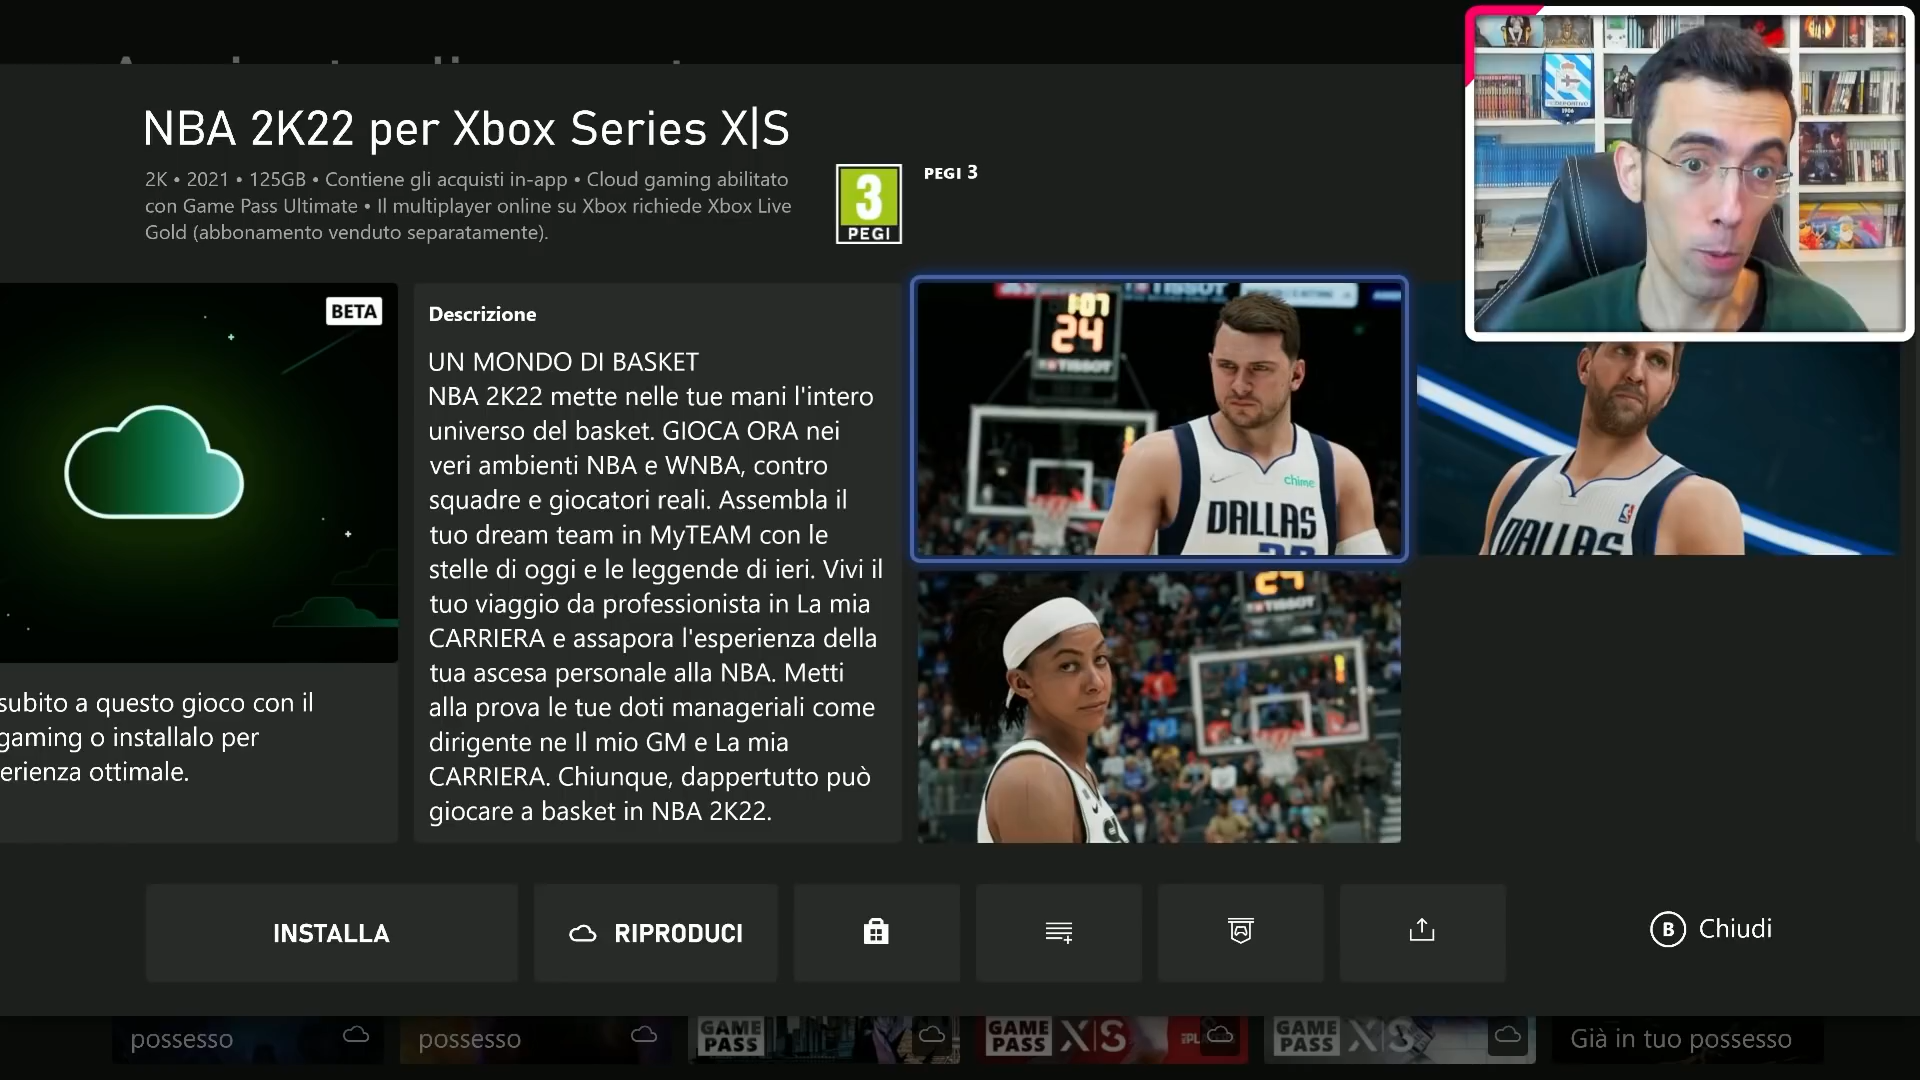 NBA 2K22 per Xbox Series X|S
2K • 2021 • 125GB • Contiene gli acquisti in-app • Cloud gaming abilitato
con Game Pass Ultimate • Il multiplayer online su Xbox richiede Xbox Live
Gold (abbonamento venduto separatamente).
3
PEGI
PEGI 3
BETA
subito a questo gioco con il
gaming o installalo per
erienza ottimale.
Descrizione
UN MONDO DI BASKET
NBA 2K22 mette nelle tue mani l'intero
universo del basket. GIOCA ORA nei
veri ambienti NBA e WNBA, contro
squadre e giocatori reali. Assembla il
tuo dream team in MyTEAM con le
stelle di oggi e le leggende di ieri. Vivi il
tuo viaggio da professionista in La mia
CARRIERA e assapora l'esperienza della
tua ascesa personale alla NBA. Metti
alla prova le tue doti manageriali come
dirigente ne Il mio GM e La mia
CARRIERA. Chiunque, dappertutto può
giocare a basket in NBA 2K22.
TISSOT
1:07
24
TISSOT
chime
DALLAS
DALLAS
24
TISSOT
INSTALLA
RIPRODUCI
B Chiudi
possesso
possesso
GAME
PASS
GAME
PASS X|S
GAME
PASS X|S
Già in tuo possesso